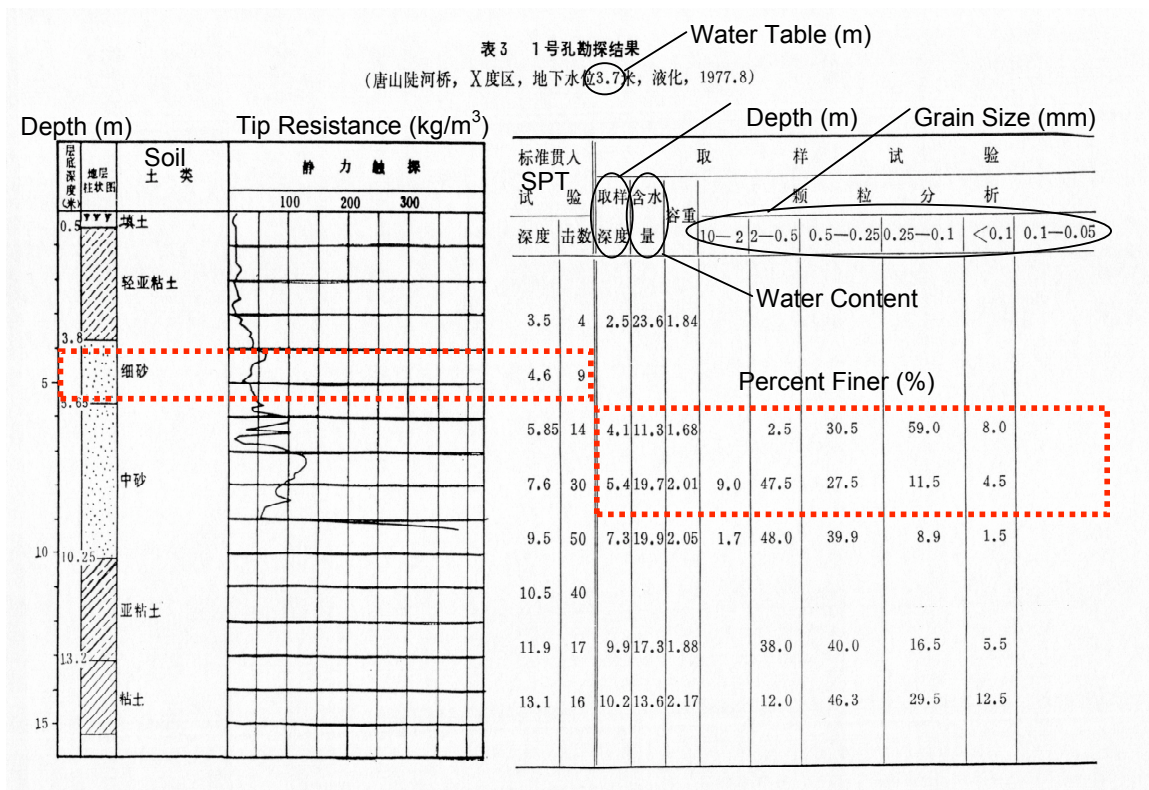 表3 1号孔勘探结果
Water Table (m)
(唐山陡河桥，X度区，地下水位3.7米，液化，1977.8)
Depth (m)
Tip Resistance (kg/m³)
Depth (m)
Grain Size (mm)
层底深度(米)
地层柱状图
Soil
土 类
静 力 触 探
100 200 300
标准贯入
SPT
试 验
取 样 试 验
取样 含水 容重 颗 粒 分 析
深度 击数 深度 量 10—2 2—0.5 0.5—0.25 0.25—0.1 <0.1 0.1—0.05
0.5 填土
轻亚粘土
Water Content
3.5 4 2.5 23.6 1.84
3.8
细砂
4.6 9
Percent Finer (%)
5
5.65
5.85 14 4.1 11.3 1.68 2.5 30.5 59.0 8.0
中砂
7.6 30 5.4 19.7 2.01 9.0 47.5 27.5 11.5 4.5
9.5 50 7.3 19.9 2.05 1.7 48.0 39.9 8.9 1.5
10
10.25
10.5 40
亚粘土
11.9 17 9.9 17.3 1.88 38.0 40.0 16.5 5.5
13.2
粘土
13.1 16 10.2 13.6 2.17 12.0 46.3 29.5 12.5
15